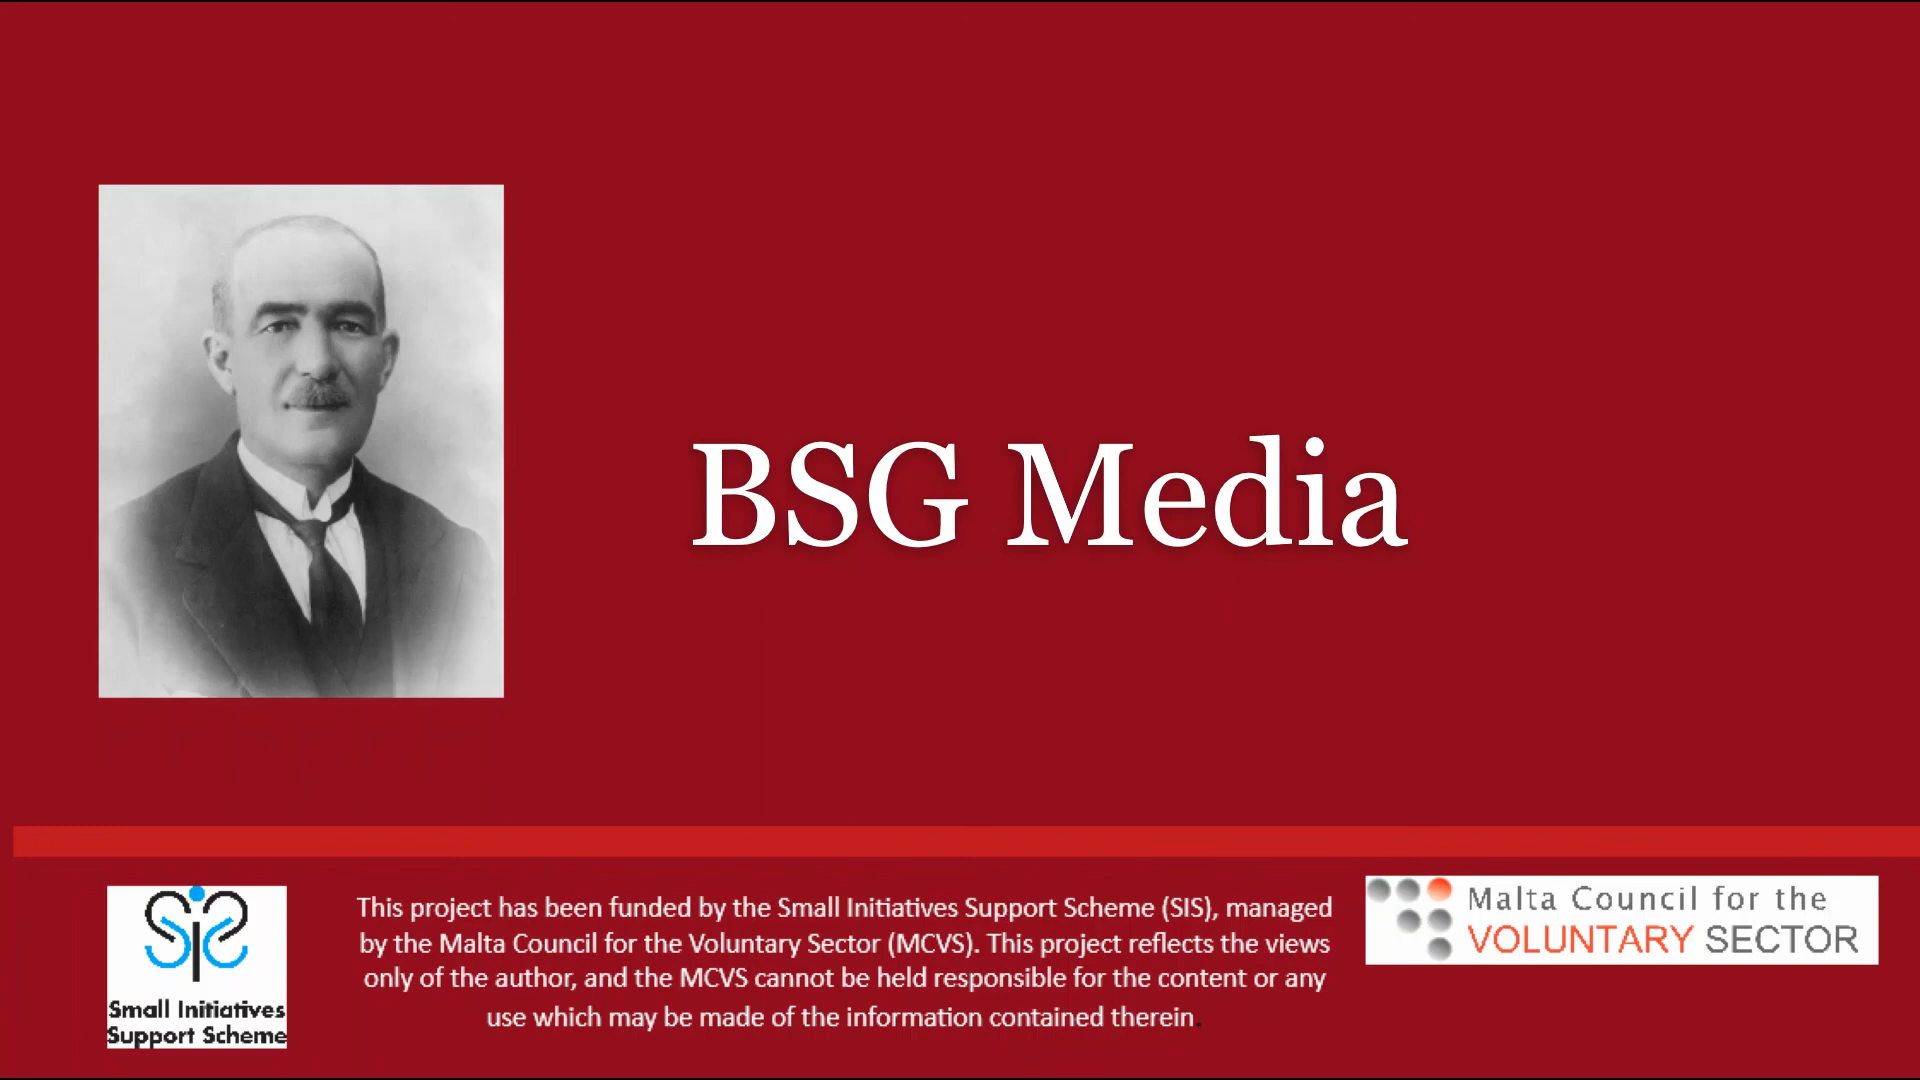 BSG Media
This project has been funded by the Small Initiatives Support Scheme (SIS), managed
by the Malta Council for the Voluntary Sector (MCVS). This project reflects the views
only of the author, and the MCVS cannot be held responsible for the content or any
use which may be made of the information contained therein.
SiS
Small Initiatives
Support Scheme
Malta Council for the
VOLUNTARY SECTOR